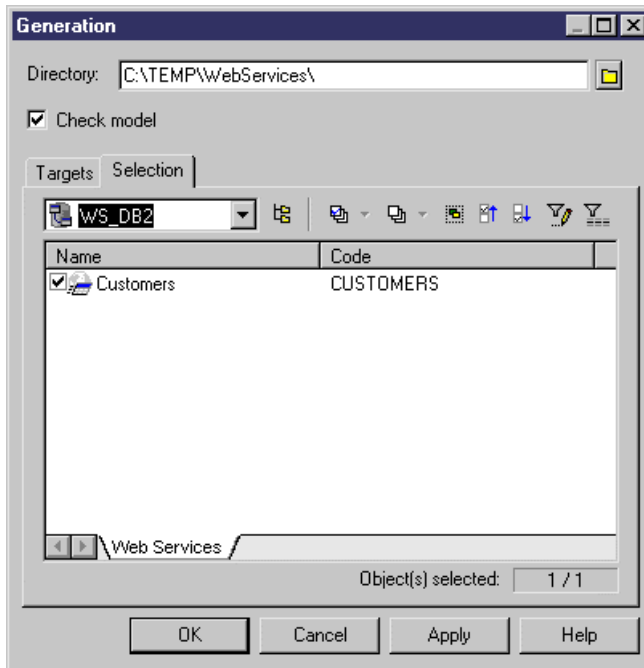 Generation
Directory: C:\TEMP\WebServices\
Check model
Targets Selection
WS_DB2
Name Code
Customers CUSTOMERS
Web Services
Object(s) selected: 1 / 1
OK Cancel Apply Help